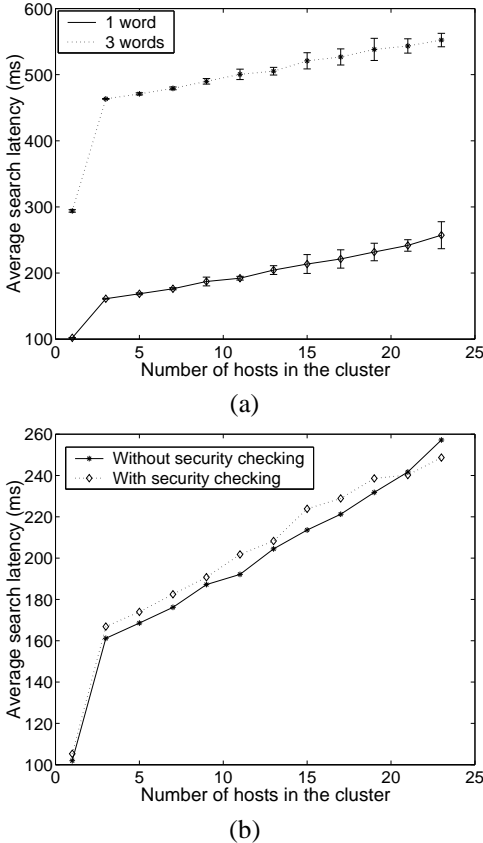 600
1 word
3 words
500
400
300
200
100
0
5
10
15
20
25
Average search latency (ms)
Number of hosts in the cluster
(a)
260
Without security checking
With security checking
240
220
200
180
160
140
120
100
0
5
10
15
20
25
Average search latency (ms)
Number of hosts in the cluster
(b)